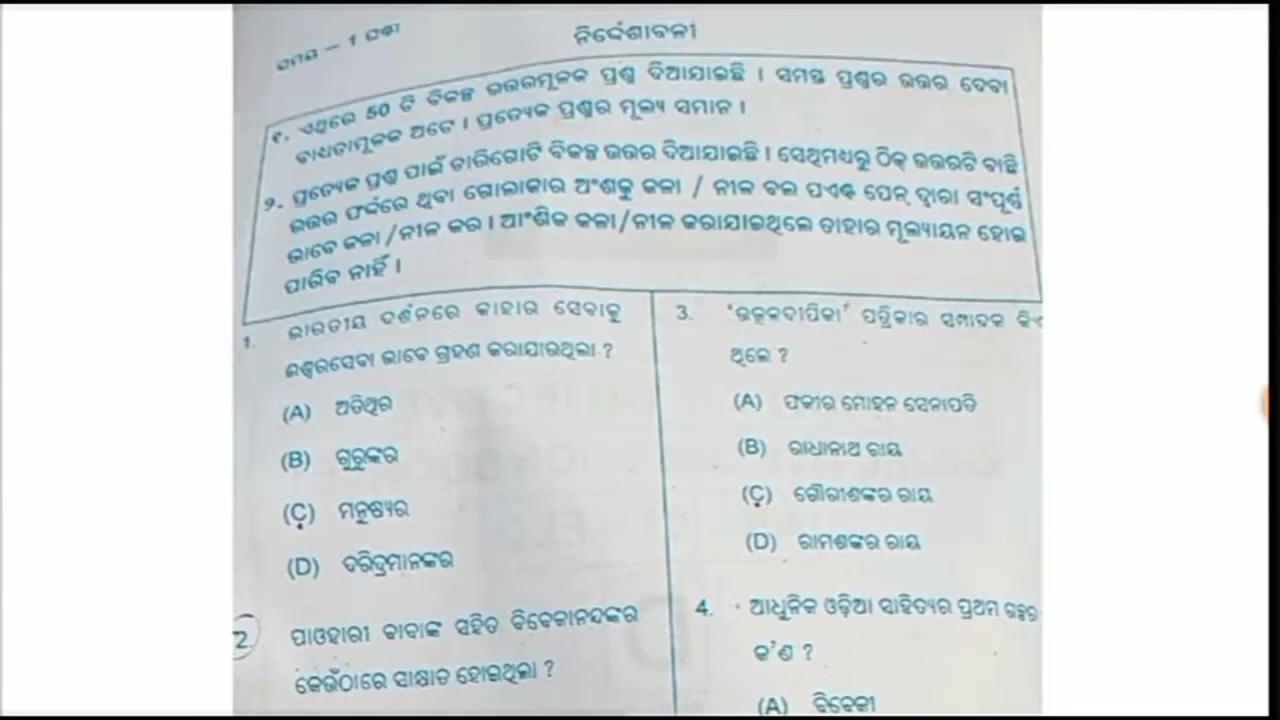 ସମୟ – 1 ଘଣ୍ଟା
ନିର୍ଦ୍ଦେଶାବଳୀ
୧. ଏଥିରେ 50 ଟି ବିକଳ୍ପ ଉତ୍ତରମୂଳକ ପ୍ରଶ୍ନ ଦିଆଯାଇଛି । ସମସ୍ତ ପ୍ରଶ୍ନର ଉତ୍ତର ଦେବା
ବାଧ୍ୟତାମୂଳକ ଅଟେ । ପ୍ରତ୍ୟେକ ପ୍ରଶ୍ନର ମୂଲ୍ୟ ସମାନ ।
୨. ପ୍ରତ୍ୟେକ ପ୍ରଶ୍ନ ପାଇଁ ଚାରିଗୋଟି ବିକଳ୍ପ ଉତ୍ତର ଦିଆଯାଇଛି । ସେଥିମଧ୍ୟରୁ ଠିକ୍ ଉତ୍ତରଟି ବାଛି
ଉତ୍ତର ଫର୍ଦ୍ଦରେ ଥିବା ଗୋଲାକାର ଅଂଶକୁ କଳା / ନୀଳ ବଲ ପଏଣ୍ଟ ପେନ୍ ଦ୍ୱାରା ସଂପୂର୍ଣ୍ଣ
ଭାବେ କଳା / ନୀଳ କର । ଆଂଶିକ କଳା / ନୀଳ କରାଯାଇଥିଲେ ତାହାର ମୂଲ୍ୟାୟନ ହୋଇ
ପାରିବ ନାହିଁ ।
1. ଭାରତୀୟ ଦର୍ଶନରେ କାହାର ସେବାକୁ
ଈଶ୍ୱରସେବା ଭାବେ ଗ୍ରହଣ କରାଯାଉଥିଲା ?
(A) ଅତିଥିର
(B) ଗୁରୁଙ୍କର
(C) ମନୁଷ୍ୟର
(D) ଦରିଦ୍ରମାନଙ୍କର
2. ପାଓହାରୀ ବାବାଙ୍କ ସହିତ ବିବେକାନନ୍ଦଙ୍କର
କେଉଁଠାରେ ସାକ୍ଷାତ ହୋଇଥିଲା ?
3. ‘ଉତ୍କଳଦୀପିକା’ ପତ୍ରିକାର ସମ୍ପାଦକ କିଏ
ଥିଲେ ?
(A) ଫକୀର ମୋହନ ସେନାପତି
(B) ରାଧାନାଥ ରାୟ
(C) ଗୌରୀଶଙ୍କର ରାୟ
(D) ରାମଶଙ୍କର ରାୟ
4. ଆଧୁନିକ ଓଡ଼ିଆ ସାହିତ୍ୟର ପ୍ରଥମ ଗଳ୍ପର
କ’ଣ ?
(A) ବିବେକୀ